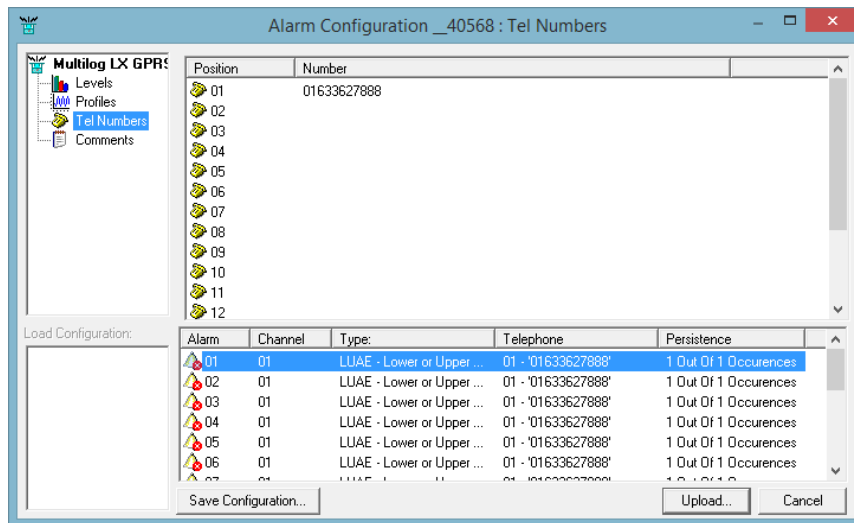 Alarm Configuration __40568 : Tel Numbers
Multilog LX GPRS
Levels
Profiles
Tel Numbers
Comments
Position Number
01 01633627888
02
03
04
05
06
07
08
09
10
11
12
Load Configuration:
Alarm Channel Type: Telephone Persistence
01 01 LUAE - Lower or Upper ... 01 - '01633627888' 1 Out Of 1 Occurences
02 01 LUAE - Lower or Upper ... 01 - '01633627888' 1 Out Of 1 Occurences
03 01 LUAE - Lower or Upper ... 01 - '01633627888' 1 Out Of 1 Occurences
04 01 LUAE - Lower or Upper ... 01 - '01633627888' 1 Out Of 1 Occurences
05 01 LUAE - Lower or Upper ... 01 - '01633627888' 1 Out Of 1 Occurences
06 01 LUAE - Lower or Upper ... 01 - '01633627888' 1 Out Of 1 Occurences
Save Configuration... Upload... Cancel